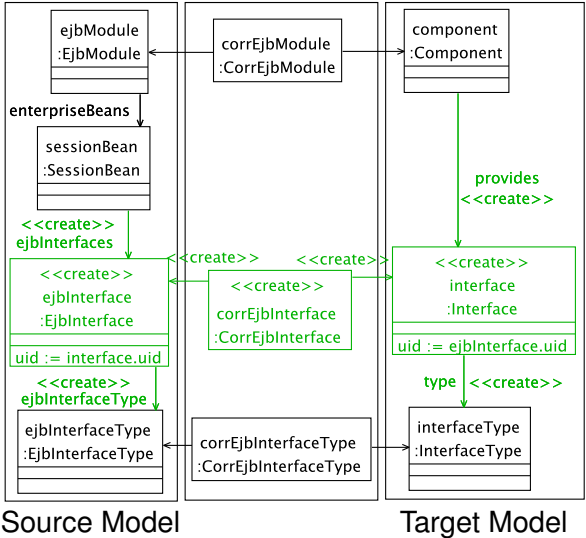 ejbModule
:EjbModule
corrEjbModule
:CorrEjbModule
component
:Component
enterpriseBeans
sessionBean
:SessionBean
<<create>>
ejbInterfaces
provides
<<create>>
<<create>>
<<create>>
<<create>>
ejbInterface
:EjbInterface
uid := interface.uid
<<create>>
corrEjbInterface
:CorrEjbInterface
<<create>>
interface
:Interface
uid := ejbInterface.uid
<<create>>
ejbInterfaceType
type <<create>>
ejbInterfaceType
:EjbInterfaceType
corrEjbInterfaceType
:CorrEjbInterfaceType
interfaceType
:InterfaceType
Source Model
Target Model